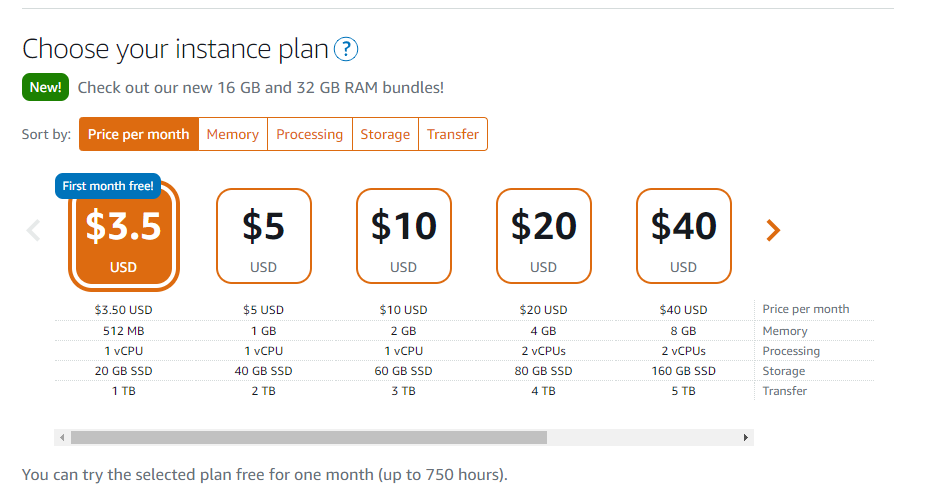 Choose your instance plan ?
New! Check out our new 16 GB and 32 GB RAM bundles!
Sort by: Price per month Memory Processing Storage Transfer
First month free!
$3.5 $5 $10 $20 $40
USD USD USD USD USD
$3.50 USD $5 USD $10 USD $20 USD $40 USD Price per month
512 MB 1 GB 2 GB 4 GB 8 GB Memory
1 vCPU 1 vCPU 1 vCPU 2 vCPUs 2 vCPUs Processing
20 GB SSD 40 GB SSD 60 GB SSD 80 GB SSD 160 GB SSD Storage
1 TB 2 TB 3 TB 4 TB 5 TB Transfer
You can try the selected plan free for one month (up to 750 hours).